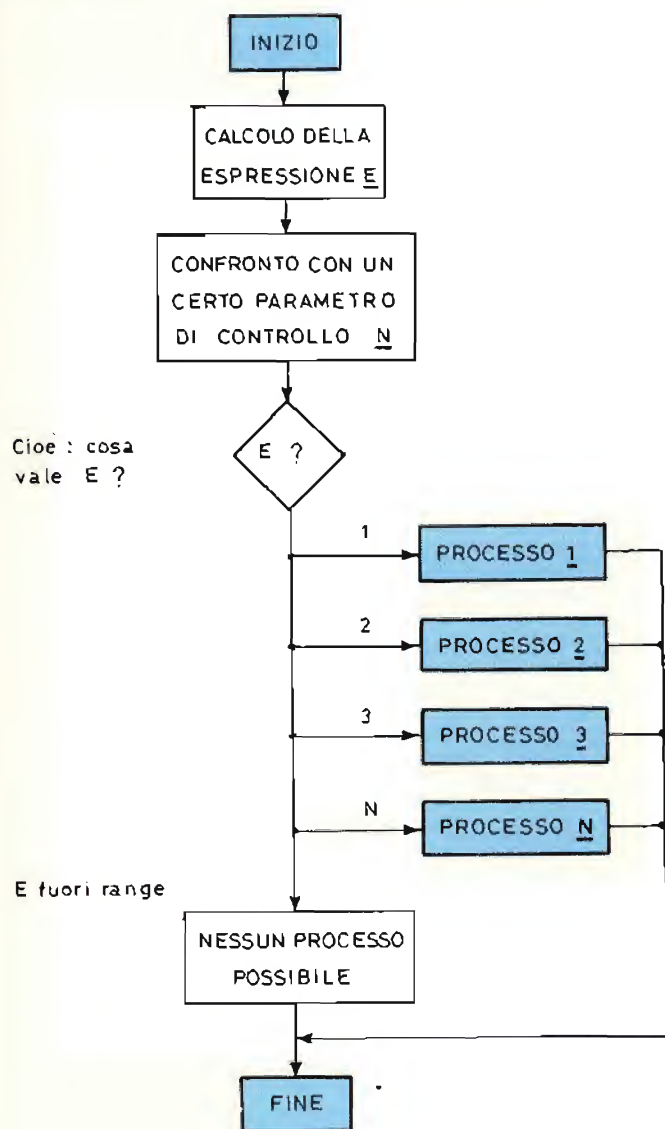 INIZIO
CALCOLO DELLA
ESPRESSIONE E
CONFRONTO CON UN
CERTO PARAMETRO
DI CONTROLLO N
Cioè : cosa
vale E ?
E ?
1
PROCESSO 1
2
PROCESSO 2
3
PROCESSO 3
N
PROCESSO N
E fuori range
NESSUN PROCESSO
POSSIBILE
FINE